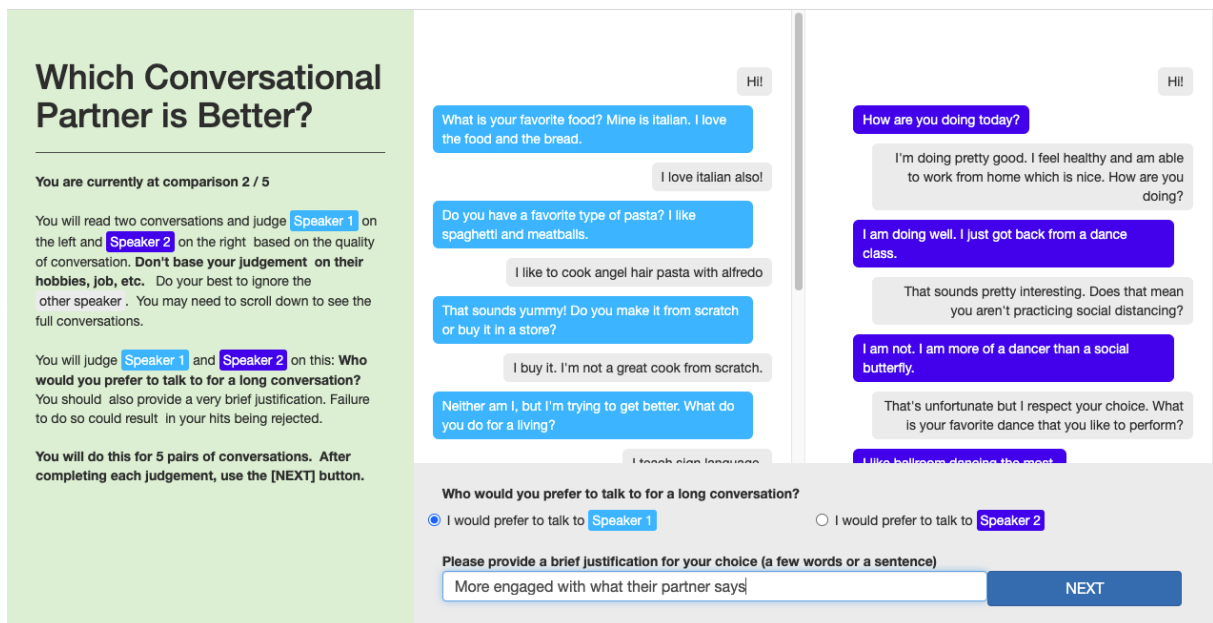 Which Conversational
Partner is Better?
You are currently at comparison 2 / 5
You will read two conversations and judge Speaker 1 on
the left and Speaker 2 on the right based on the quality
of conversation. Don't base your judgement on their
hobbies, job, etc. Do your best to ignore the
other speaker . You may need to scroll down to see the
full conversations.
You will judge Speaker 1 and Speaker 2 on this: Who
would you prefer to talk to for a long conversation?
You should also provide a very brief justification. Failure
to do so could result in your hits being rejected.
You will do this for 5 pairs of conversations. After
completing each judgement, use the [NEXT] button.
Hi!
What is your favorite food? Mine is italian. I love
the food and the bread.
I love italian also!
Do you have a favorite type of pasta? I like
spaghetti and meatballs.
I like to cook angel hair pasta with alfredo
That sounds yummy! Do you make it from scratch
or buy it in a store?
I buy it. I'm not a great cook from scratch.
Neither am I, but I'm trying to get better. What do
you do for a living?
I teach sign language.
Hi!
How are you doing today?
I'm doing pretty good. I feel healthy and am able
to work from home which is nice. How are you
doing?
I am doing well. I just got back from a dance
class.
That sounds pretty interesting. Does that mean
you aren't practicing social distancing?
I am not. I am more of a dancer than a social
butterfly.
That's unfortunate but I respect your choice. What
is your favorite dance that you like to perform?
I like ballroom dancing the most.
Who would you prefer to talk to for a long conversation?
I would prefer to talk to Speaker 1
I would prefer to talk to Speaker 2
Please provide a brief justification for your choice (a few words or a sentence)
More engaged with what their partner says
NEXT